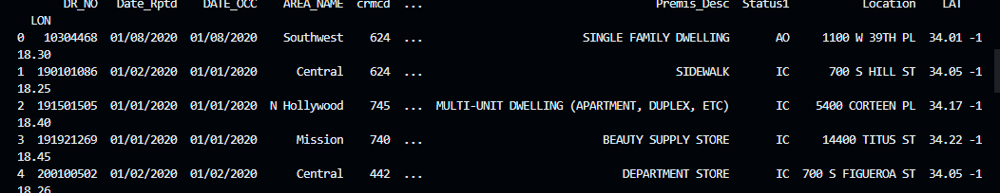 DR_NO Date_Rptd DATE_OCC AREA_NAME crmcd ... Premis_Desc Status1 Location LAT
LON
0 10304468 01/08/2020 01/08/2020 Southwest 624 ... SINGLE FAMILY DWELLING AO 1100 W 39TH PL 34.01 -1
18.30
1 190101086 01/02/2020 01/01/2020 Central 624 ... SIDEWALK IC 700 S HILL ST 34.05 -1
18.25
2 191501505 01/01/2020 01/01/2020 N Hollywood 745 ... MULTI-UNIT DWELLING (APARTMENT, DUPLEX, ETC) IC 5400 CORTEEN PL 34.17 -1
18.40
3 191921269 01/01/2020 01/01/2020 Mission 740 ... BEAUTY SUPPLY STORE IC 14400 TITUS ST 34.22 -1
18.45
4 200100502 01/02/2020 01/02/2020 Central 442 ... DEPARTMENT STORE IC 700 S FIGUEROA ST 34.05 -1
18.26